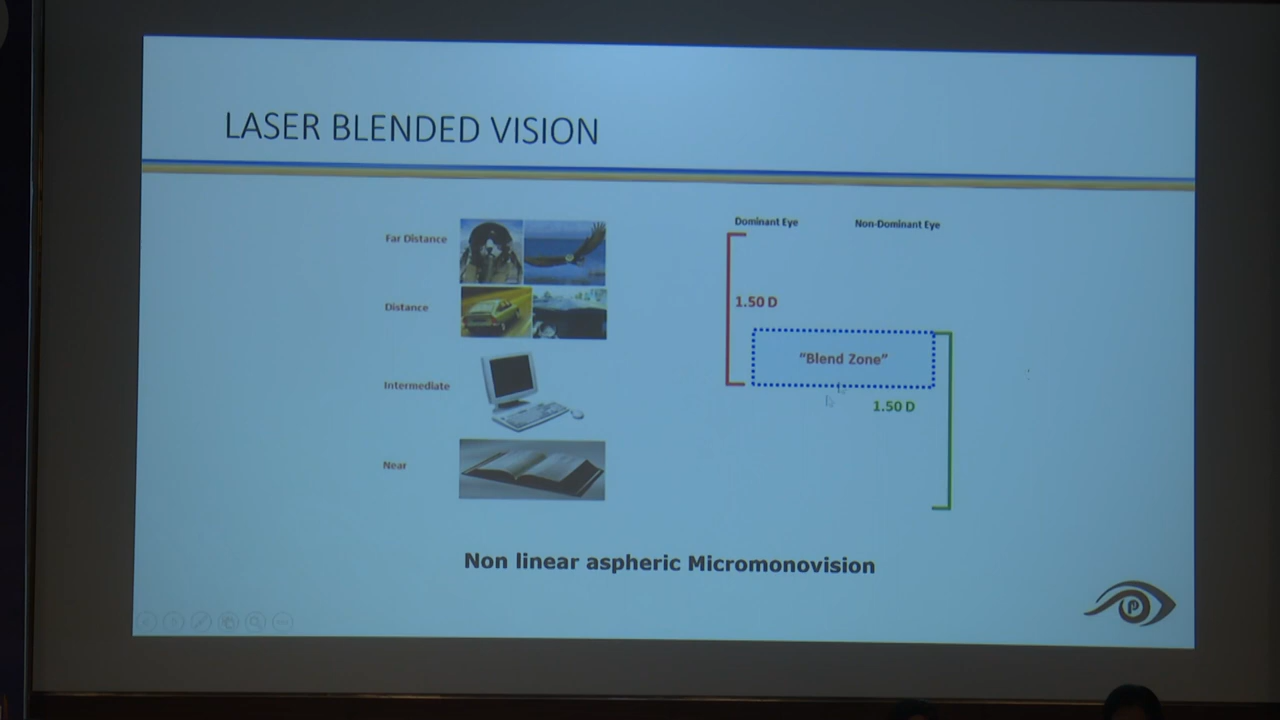 LASER BLENDED VISION
Dominant Eye
Non-Dominant Eye
Far Distance
Distance
1.50 D
"Blend Zone"
Intermediate
1.50 D
Near
Non linear aspheric Micromonovision